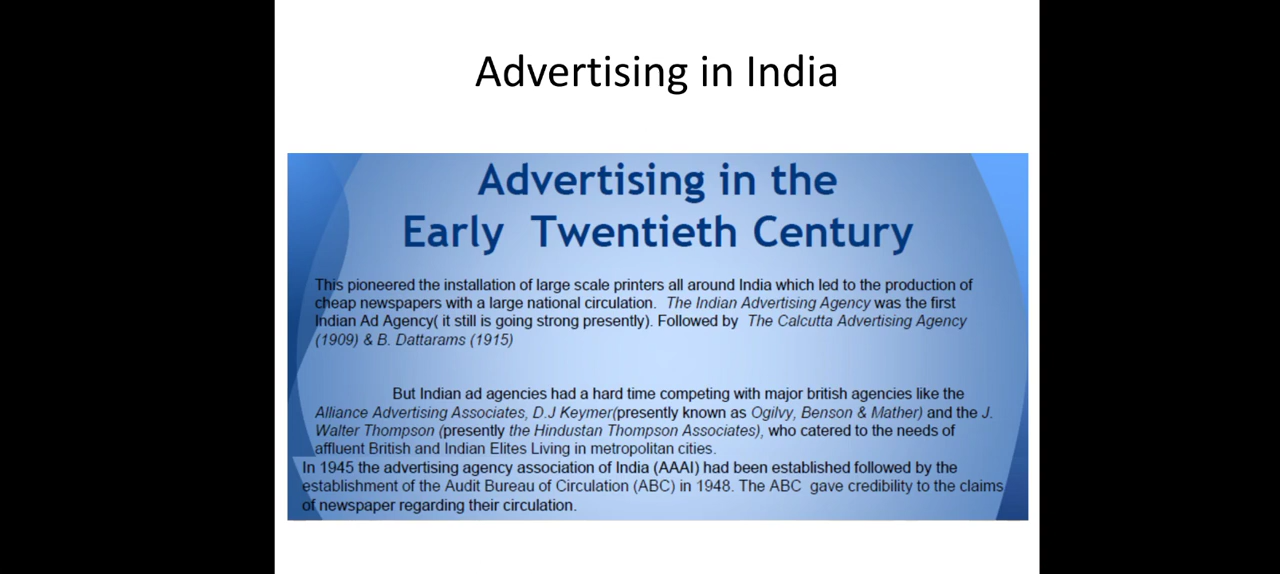 Advertising in India
Advertising in the
Early Twentieth Century
This pioneered the installation of large scale printers all around India which led to the production of
cheap newspapers with a large national circulation. The Indian Advertising Agency was the first
Indian Ad Agency( it still is going strong presently). Followed by The Calcutta Advertising Agency
(1909) & B. Dattarams (1915)
But Indian ad agencies had a hard time competing with major british agencies like the
Alliance Advertising Associates, D.J Keymer(presently known as Ogilvy, Benson & Mather) and the J.
Walter Thompson (presently the Hindustan Thompson Associates), who catered to the needs of
affluent British and Indian Elites Living in metropolitan cities.
In 1945 the advertising agency association of India (AAAI) had been established followed by the
establishment of the Audit Bureau of Circulation (ABC) in 1948. The ABC gave credibility to the claims
of newspaper regarding their circulation.